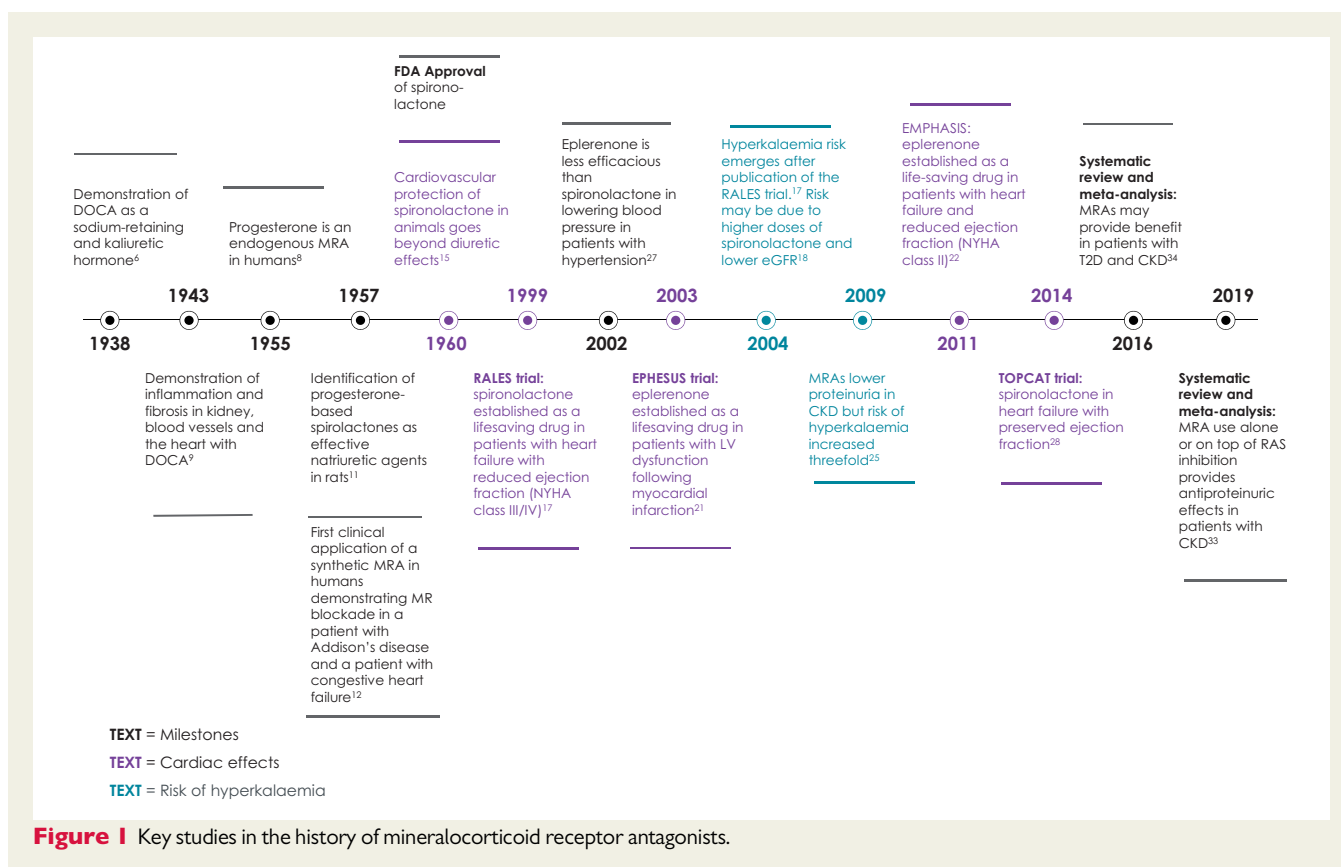 FDA Approval
of spirono-
lactone
Demonstration of
DOCA as a
sodium-retaining
and kaliuretic
hormone⁶
Progesterone is an
endogenous MRA
in humans⁸
Cardiovascular
protection of
spironolactone in
animals goes
beyond diuretic
effects¹⁵
Eplerenone is
less efficacious
than
spironolactone in
lowering blood
pressure in
patients with
hypertension²⁷
Hyperkalaemia risk
emerges after
publication of the
RALES trial.¹⁷ Risk
may be due to
higher doses of
spironolactone and
lower eGFR¹⁸
EMPHASIS:
eplerenone
established as a
life-saving drug in
patients with heart
failure and
reduced ejection
fraction (NYHA
class II)²²
Systematic
review and
meta-analysis:
MRAs may
provide benefit
in patients with
T2D and CKD³⁴
1943 1957 1999 2003 2009 2014 2019
1938 1955 1960 2002 2004 2011 2016
Demonstration of
inflammation and
fibrosis in kidney,
blood vessels and
the heart with
DOCA⁹
Identification of
progesterone-
based
spirolactones as
effective
natriuretic agents
in rats¹¹
First clinical
application of a
synthetic MRA in
humans
demonstrating MR
blockade in a
patient with
Addison's disease
and a patient with
congestive heart
failure¹²
RALES trial:
spironolactone
established as a
lifesaving drug in
patients with heart
failure with
reduced ejection
fraction (NYHA
class III/IV)¹⁷
EPHESUS trial:
eplerenone
established as a
lifesaving drug in
patients with LV
dysfunction
following
myocardial
infarction²¹
MRAs lower
proteinuria in
CKD but risk of
hyperkalaemia
increased
threefold²⁵
TOPCAT trial:
spironolactone in
heart failure with
preserved ejection
fraction²⁸
Systematic
review and
meta-analysis:
MRA use alone
or on top of RAS
inhibition
provides
antiproteinuric
effects in
patients with
CKD³³
TEXT = Milestones
TEXT = Cardiac effects
TEXT = Risk of hyperkalaemia
Figure 1 Key studies in the history of mineralocorticoid receptor antagonists.